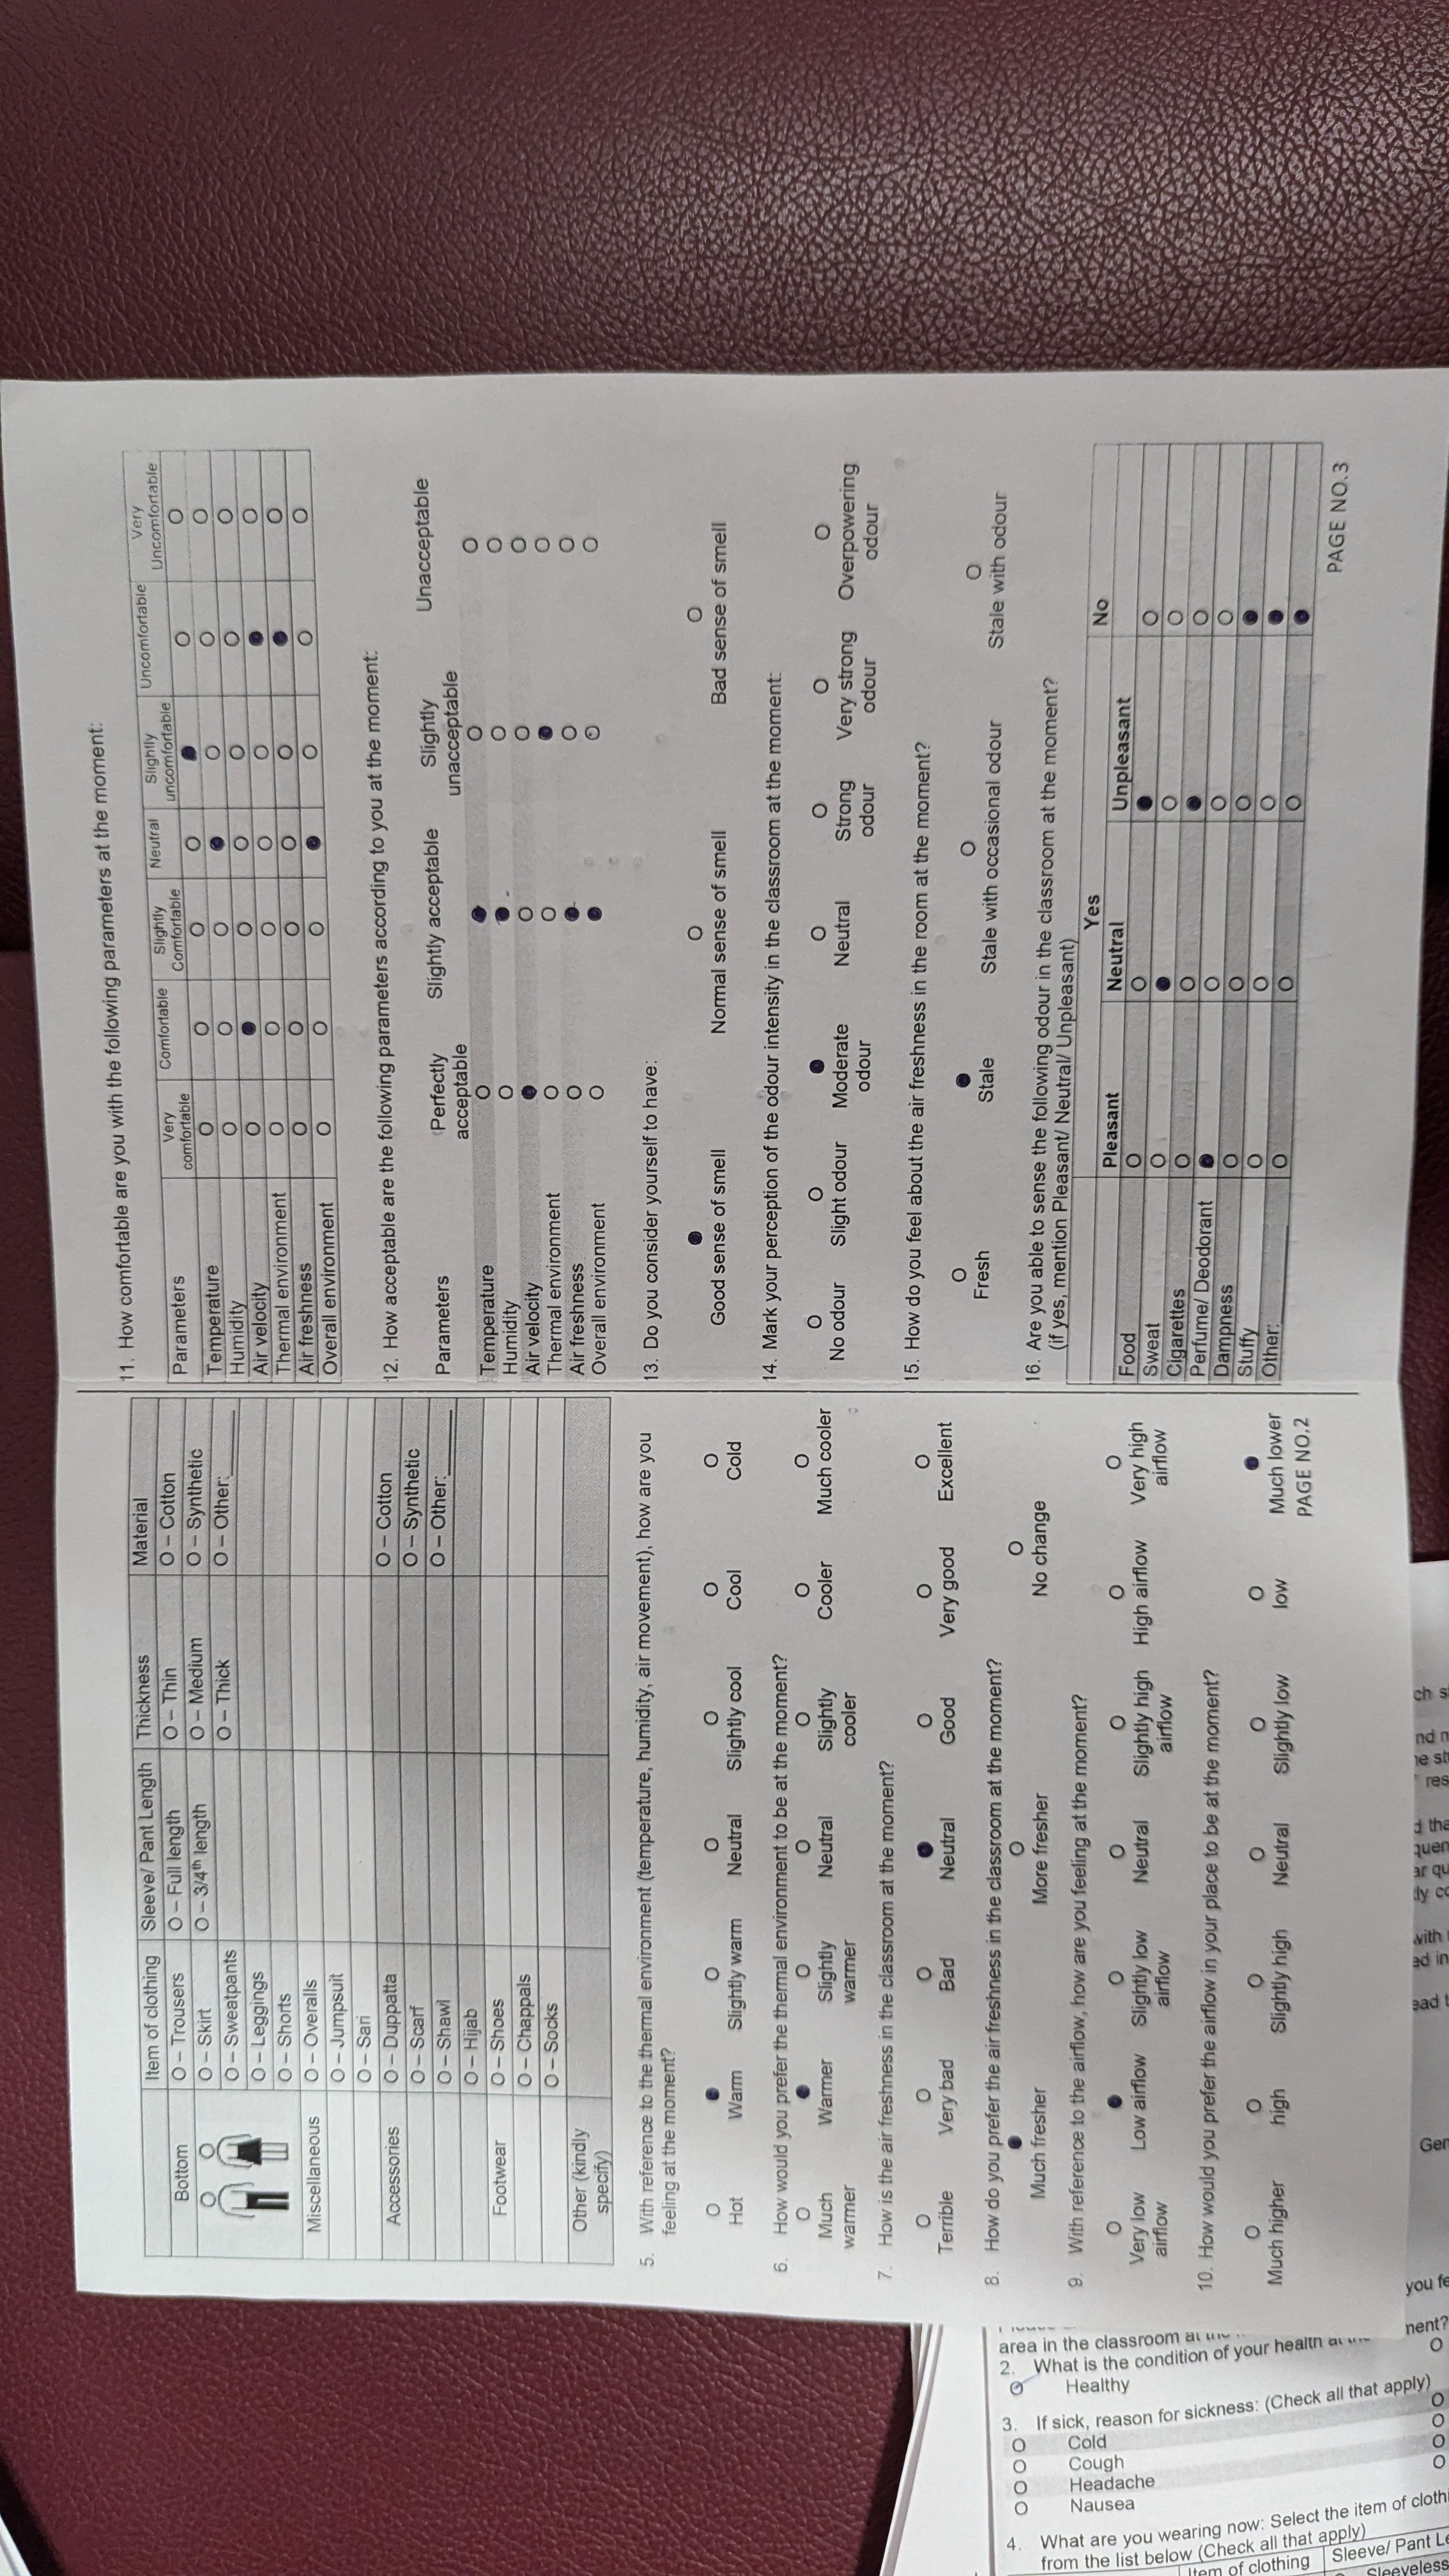 Item of clothing Sleeve/ Pant Length Thickness Material
Bottom O – Trousers O – Full length O – Thin O – Cotton
O – Skirt O – 3/4th length O – Medium O – Synthetic
O – Sweatpants O – Thick O – Other:______
O – Leggings
O – Shorts
Miscellaneous O – Overalls
O – Jumpsuit
O – Sari
Accessories O – Duppatta O – Cotton
O – Scarf O – Synthetic
O – Shawl O – Other:______
O – Hijab
Footwear O – Shoes
O – Chappals
O – Socks
Other (kindly
specify)
5. With reference to the thermal environment (temperature, humidity, air movement), how are you
feeling at the moment?
Hot Warm Slightly warm Neutral Slightly cool Cool Cold
6. How would you prefer the thermal environment to be at the moment?
Much Warmer Slightly Neutral Slightly Cooler Much cooler
warmer warmer cooler
7. How is the air freshness in the classroom at the moment?
Terrible Very bad Bad Neutral Good Very good Excellent
8. How do you prefer the air freshness in the classroom at the moment?
Much fresher More fresher No change
9. With reference to the airflow, how are you feeling at the moment?
Very low Low airflow Slightly low Neutral Slightly high High airflow Very high
airflow airflow airflow airflow
10. How would you prefer the airflow in your place to be at the moment?
Much higher high Slightly high Neutral Slightly low low Much lower
PAGE NO.2
11. How comfortable are you with the following parameters at the moment:
Parameters Very Comfortable Slightly Neutral Slightly Uncomfortable Very
comfortable Comfortable uncomfortable Uncomfortable
Temperature
Humidity
Air velocity
Thermal environment
Air freshness
Overall environment
12. How acceptable are the following parameters according to you at the moment:
Parameters Perfectly Slightly acceptable Slightly Unacceptable
acceptable unacceptable
Temperature
Humidity
Air velocity
Thermal environment
Air freshness
Overall environment
13. Do you consider yourself to have:
Good sense of smell Normal sense of smell Bad sense of smell
14. Mark your perception of the odour intensity in the classroom at the moment:
No odour Slight odour Moderate Neutral Strong Very strong Overpowering
odour odour odour odour
15. How do you feel about the air freshness in the room at the moment?
Fresh Stale Stale with occasional odour Stale with odour
16. Are you able to sense the following odour in the classroom at the moment?
(if yes, mention Pleasant/ Neutral/ Unpleasant)
Yes No
Pleasant Neutral Unpleasant
Food
Sweat
Cigarettes
Perfume/ Deodorant
Dampness
Stuffy
Other:
PAGE NO.3
area in the classroom
2. What is the condition of your health
Healthy
3. If sick, reason for sickness: (Check all that apply)
Cold
Cough
Headache
Nausea
4. What are you wearing now: Select the item of
from the list below (Check all that apply)
Item of clothing Sleeve/ Pant